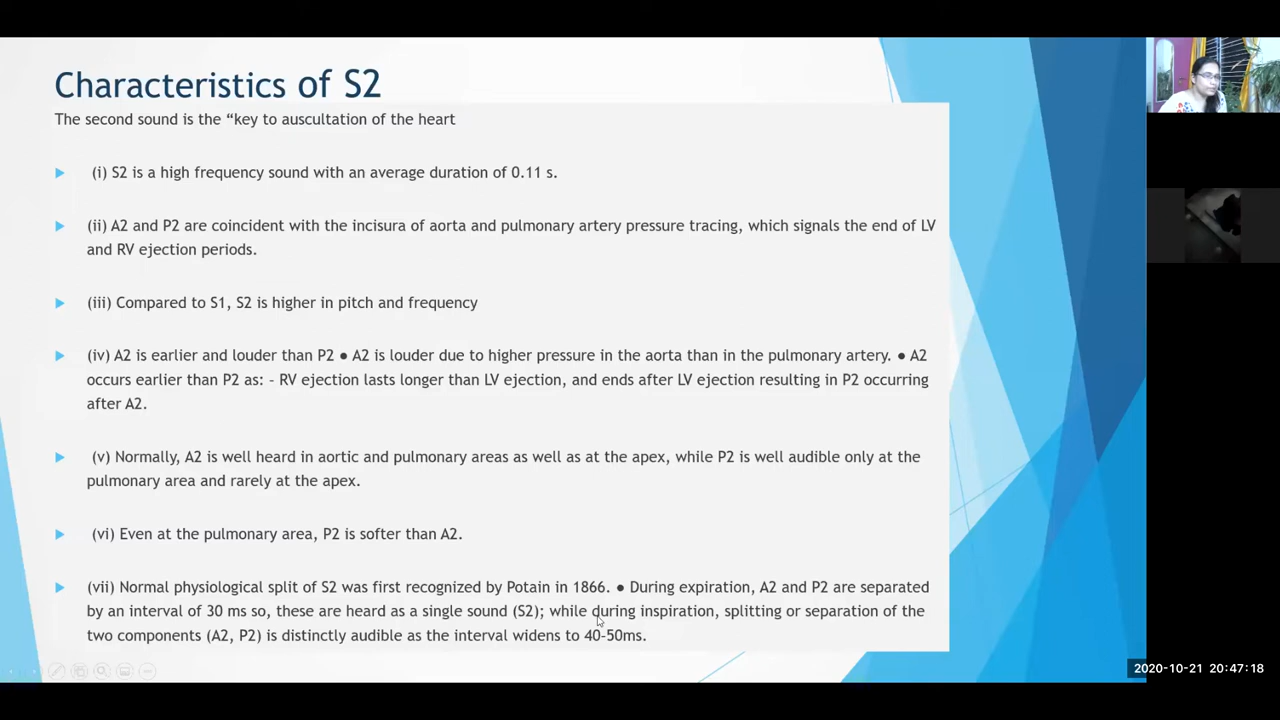 Characteristics of S2
The second sound is the “key to auscultation of the heart
(i) S2 is a high frequency sound with an average duration of 0.11 s.
(ii) A2 and P2 are coincident with the incisura of aorta and pulmonary artery pressure tracing, which signals the end of LV
and RV ejection periods.
(iii) Compared to S1, S2 is higher in pitch and frequency
(iv) A2 is earlier and louder than P2 ● A2 is louder due to higher pressure in the aorta than in the pulmonary artery. ● A2
occurs earlier than P2 as: – RV ejection lasts longer than LV ejection, and ends after LV ejection resulting in P2 occurring
after A2.
(v) Normally, A2 is well heard in aortic and pulmonary areas as well as at the apex, while P2 is well audible only at the
pulmonary area and rarely at the apex.
(vi) Even at the pulmonary area, P2 is softer than A2.
(vii) Normal physiological split of S2 was first recognized by Potain in 1866. ● During expiration, A2 and P2 are separated
by an interval of 30 ms so, these are heard as a single sound (S2); while during inspiration, splitting or separation of the
two components (A2, P2) is distinctly audible as the interval widens to 40–50ms.
2020-10-21 20:47:18